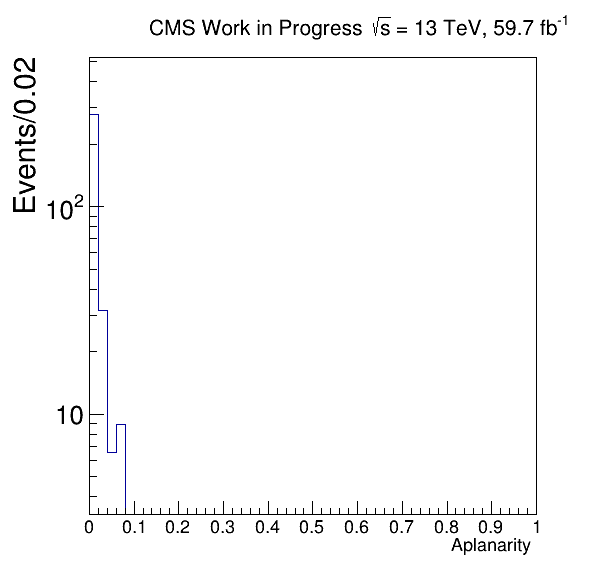 CMS Work in Progress √s = 13 TeV, 59.7 fb⁻¹
Events/0.02
10²
10
0 0.1 0.2 0.3 0.4 0.5 0.6 0.7 0.8 0.9 1
Aplanarity